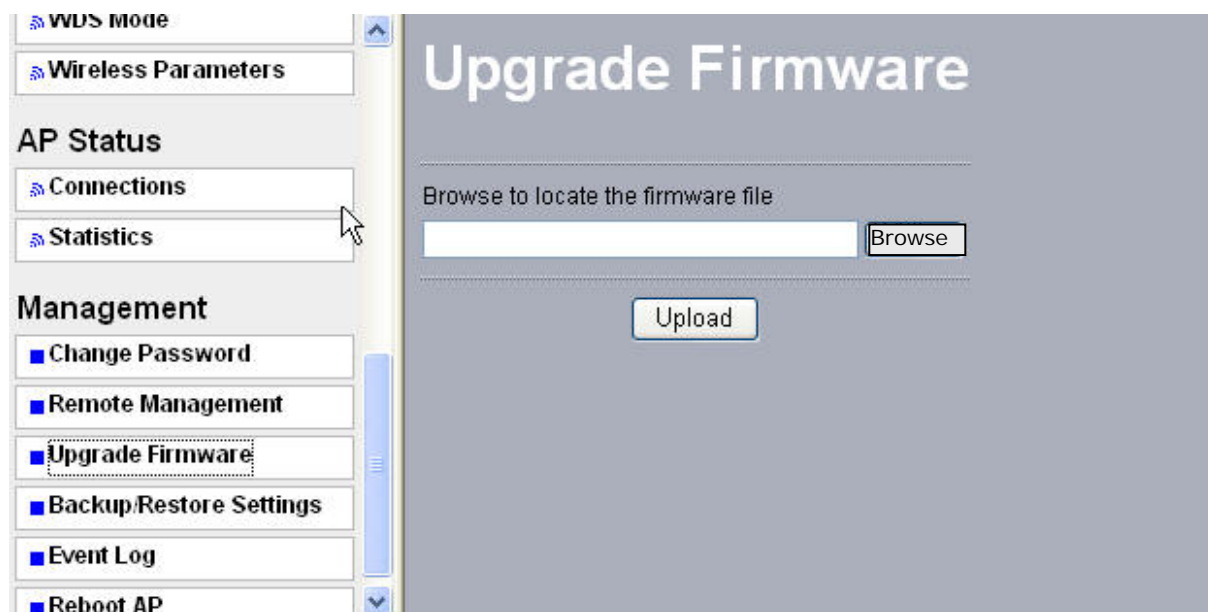 WDS Mode
Wireless Parameters
AP Status
Connections
Statistics
Management
Change Password
Remote Management
Upgrade Firmware
Backup/Restore Settings
Event Log
Reboot AP
Upgrade Firmware
Browse to locate the firmware file
Browse
Upload